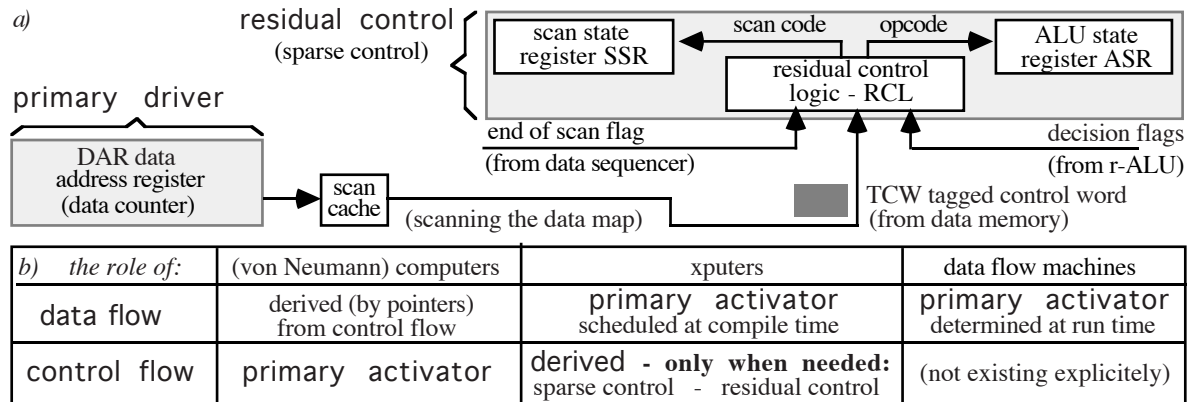 a)
residual control
(sparse control)
scan state
register SSR
scan code
opcode
ALU state
register ASR
residual control
logic - RCL
primary driver
end of scan flag
(from data sequencer)
decision flags
(from r-ALU)
DAR data
address register
(data counter)
scan
cache
(scanning the data map)
TCW tagged control word
(from data memory)
b) the role of:
(von Neumann) computers
xputers
data flow machines
data flow
derived (by pointers)
from control flow
primary activator
scheduled at compile time
primary activator
determined at run time
control flow
primary activator
derived - only when needed:
sparse control - residual control
(not existing explicitely)